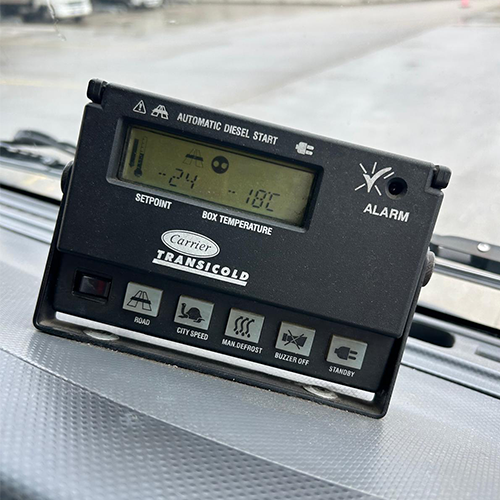 AUTOMATIC DIESEL START
-24 -18C
SETPOINT BOX TEMPERATURE
ALARM
Carrier
TRANSICOLD
ROAD CITY SPEED MAN.DEFROST BUZZER OFF STANDBY